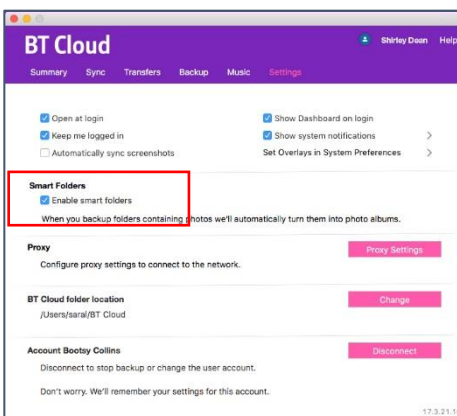 BT Cloud
Shirley Dean Help
Summary Sync Transfers Backup Music Settings
Open at login
Show Dashboard on login
Keep me logged in
Show system notifications
Automatically sync screenshots
Set Overlays in System Preferences
Smart Folders
Enable smart folders
When you backup folders containing photos we'll automatically turn them into photo albums.
Proxy
Proxy Settings
Configure proxy settings to connect to the network.
BT Cloud folder location
Change
/Users/saral/BT Cloud
Account Bootsy Collins
Disconnect
Disconnect to stop backup or change the user account.
Don't worry. We'll remember your settings for this account.